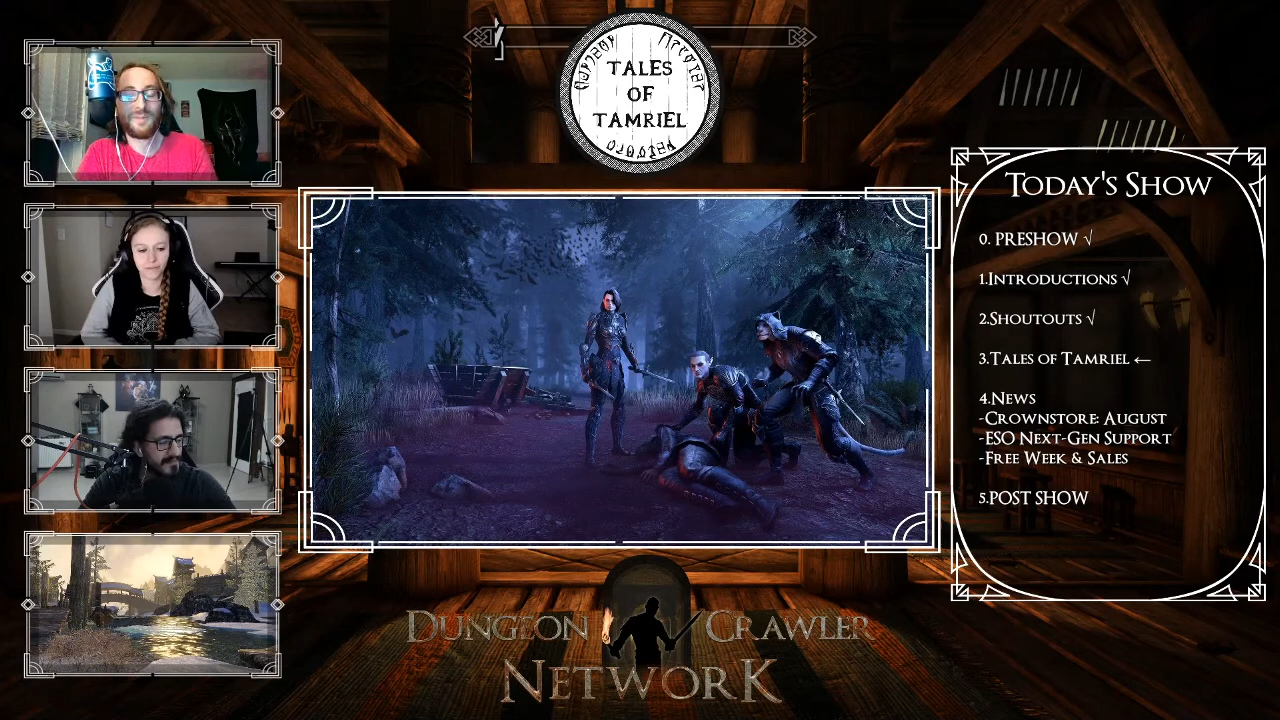 TALES
OF
TAMRIEL
Today's Show
0. PRESHOW √
1.Introductions √
2.Shoutouts √
3.Tales of Tamriel ←
4.News
-Crownstore: August
-ESO Next-Gen Support
-Free Week & Sales
5.POST SHOW
Dungeon Crawler
Network